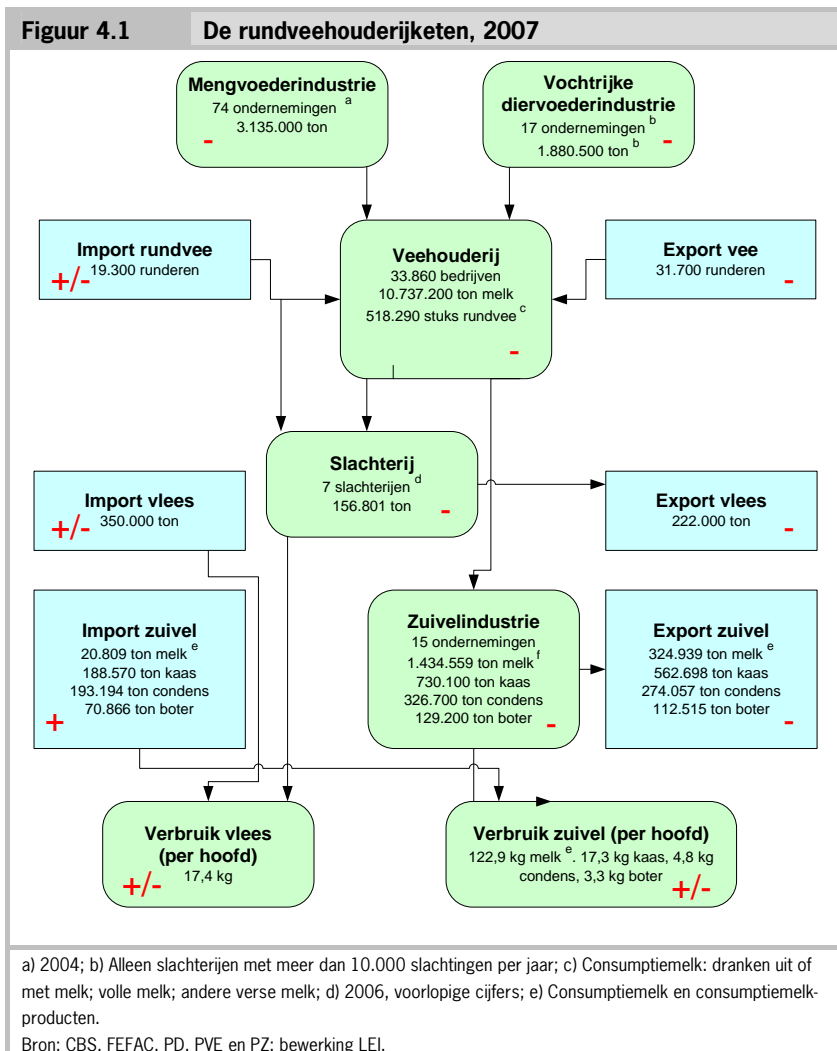 Figuur 4.1 De rundveehouderijketen, 2007
Mengvoederindustrie
74 ondernemingen a
3.135.000 ton
-
Vochtrijke
diervoederindustrie
17 ondernemingen b
1.880.500 ton b
-
Import rundvee
19.300 runderen
+/-
Veehouderij
33.860 bedrijven
10.737.200 ton melk
518.290 stuks rundvee c
-
Export vee
31.700 runderen
-
Slachterij
7 slachterijen d
156.801 ton
-
Import vlees
350.000 ton
+/-
Export vlees
222.000 ton
-
Import zuivel
20.809 ton melk e
188.570 ton kaas
193.194 ton condens
70.866 ton boter
+
Zuivelindustrie
15 ondernemingen
1.434.559 ton melk f
730.100 ton kaas
326.700 ton condens
129.200 ton boter
-
Export zuivel
324.939 ton melk e
562.698 ton kaas
274.057 ton condens
112.515 ton boter
-
Verbruik vlees
(per hoofd)
17,4 kg
+/-
Verbruik zuivel (per hoofd)
122,9 kg melk e. 17,3 kg kaas, 4,8 kg
condens, 3,3 kg boter
+/-
a) 2004; b) Alleen slachterijen met meer dan 10.000 slachtingen per jaar; c) Consumptiemelk: dranken uit of
met melk; volle melk; andere verse melk; d) 2006, voorlopige cijfers; e) Consumptiemelk en consumptiemelk-
producten.
Bron: CBS, FEFAC, PD, PVE en PZ; bewerking LEI.